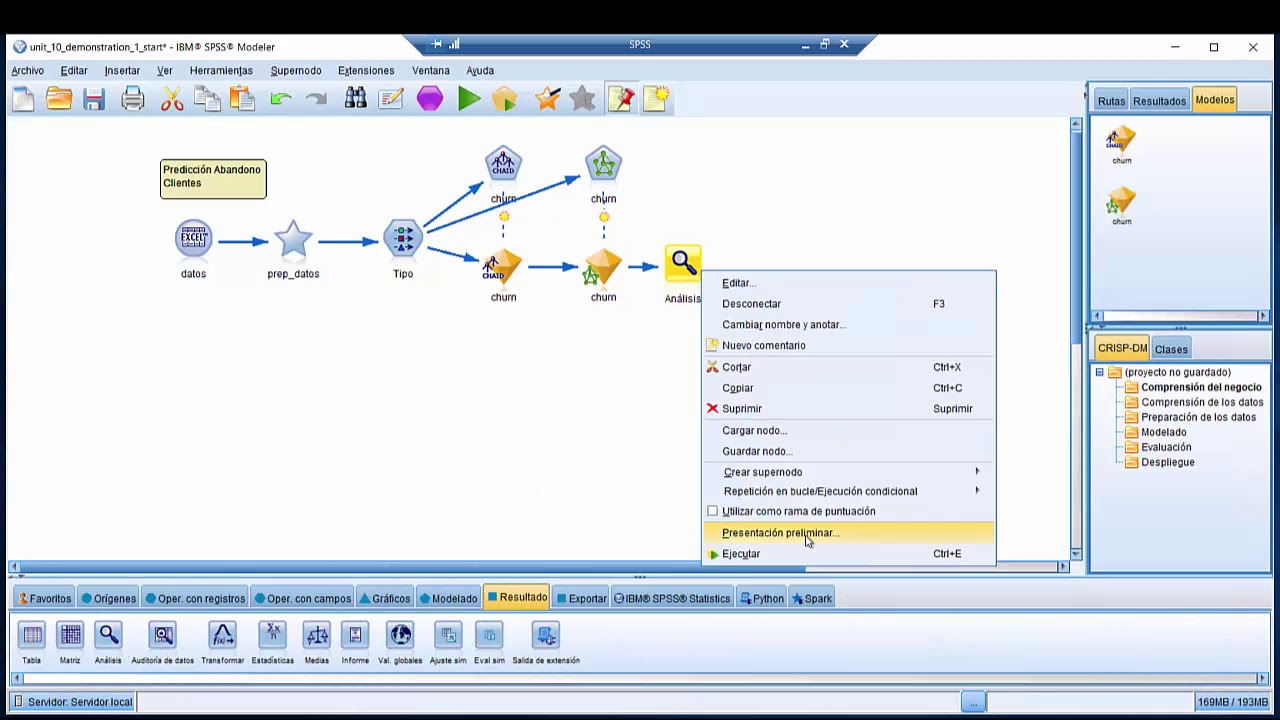 unit_10_demonstration_1_start* - IBM® SPSS® Modeler
SPSS
Archivo Editar Insertar Ver Herramientas Supernodo Extensiones Ventana Ayuda
Rutas Resultados Modelos
Predicción Abandono
Clientes
CHAID
churn
churn
EXCEL
datos
prep_datos
Tipo
CHAID
churn
churn
Análisis
CHAID
churn
churn
Editar...
Desconectar F3
Cambiar nombre y anotar...
Nuevo comentario
Cortar Ctrl+X
Copiar Ctrl+C
Suprimir Suprimir
Cargar nodo...
Guardar nodo...
Crear supernodo
Repetición en bucle/Ejecución condicional
Utilizar como rama de puntuación
Presentación preliminar...
Ejecutar Ctrl+E
CRISP-DM Clases
(proyecto no guardado)
Comprensión del negocio
Comprensión de los datos
Preparación de los datos
Modelado
Evaluación
Despliegue
Favoritos Orígenes Oper. con registros Oper. con campos Gráficos Modelado Resultado Exportar IBM® SPSS® Statistics Python Spark
Tabla Matriz Análisis Auditoría de datos Transformar Estadísticas Medias Informe Val. globales Ajuste sim Eval sim Salida de extensión
Servidor: Servidor local
...
169MB / 193MB